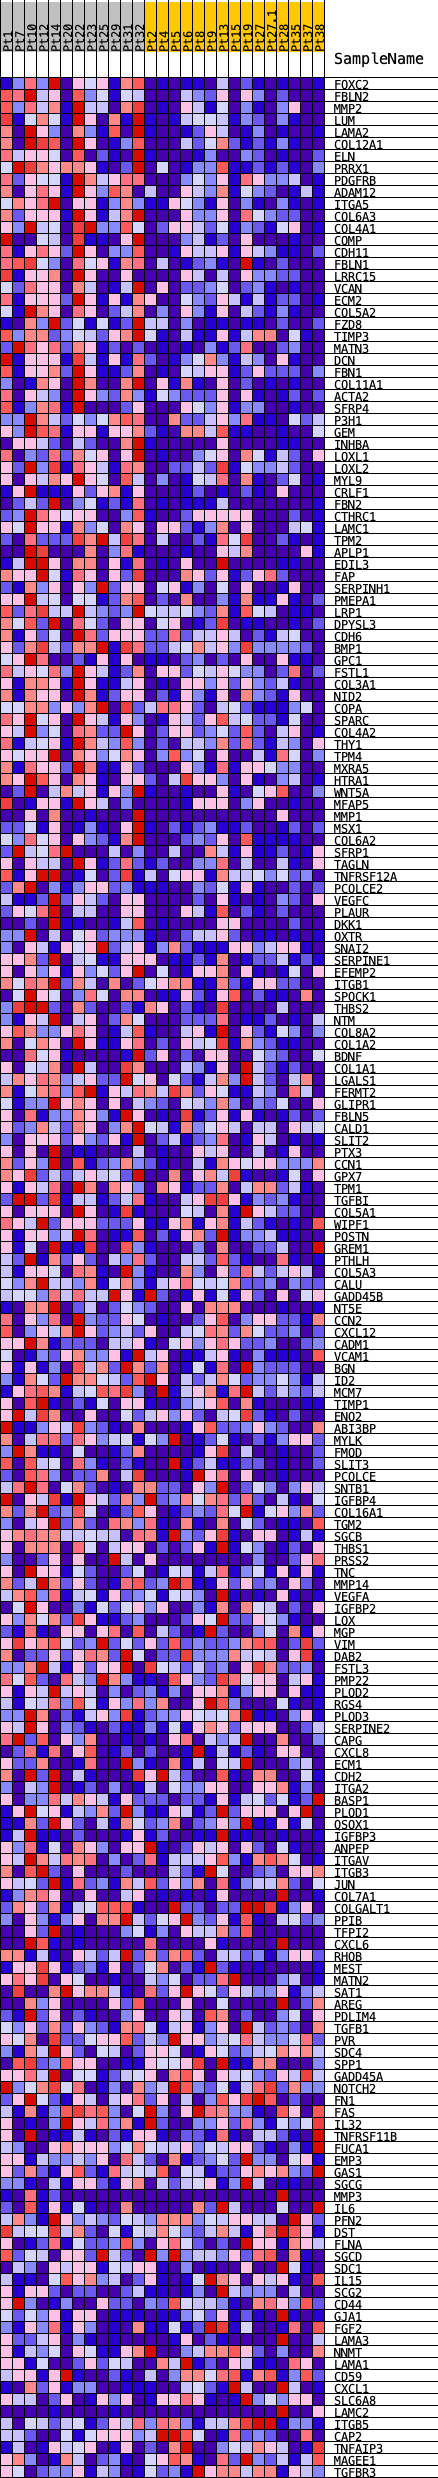 Pt1
Pt7
Pt10
Pt12
Pt14
Pt20
Pt22
Pt23
Pt25
Pt29
Pt31
Pt32
Pt2
Pt4
Pt5
Pt6
Pt8
Pt9
Pt13
Pt15
Pt19
Pt27
Pt27.1
Pt28
Pt35
Pt37
Pt38
SampleName
FOXC2
FBLN2
MMP2
LUM
LAMA2
COL12A1
ELN
PRRX1
PDGFRB
ADAM12
ITGA5
COL6A3
COL4A1
COMP
CDH11
FBLN1
LRRC15
VCAN
ECM2
COL5A2
FZD8
TIMP3
MATN3
DCN
FBN1
COL11A1
ACTA2
SFRP4
P3H1
GEM
INHBA
LOXL1
LOXL2
MYL9
CRLF1
FBN2
CTHRC1
LAMC1
TPM2
APLP1
EDIL3
FAP
SERPINH1
PMEPA1
LRP1
DPYSL3
CDH6
BMP1
GPC1
FSTL1
COL3A1
NID2
COPA
SPARC
COL4A2
THY1
TPM4
MXRA5
HTRA1
WNT5A
MFAP5
MMP1
MSX1
COL6A2
SFRP1
TAGLN
TNFRSF12A
PCOLCE2
VEGFC
PLAUR
DKK1
OXTR
SNAI2
SERPINE1
EFEMP2
ITGB1
SPOCK1
THBS2
NTM
COL8A2
COL1A2
BDNF
COL1A1
LGALS1
FERMT2
GLIPR1
FBLN5
CALD1
SLIT2
PTX3
CCN1
GPX7
TPM1
TGFBI
COL5A1
WIPF1
POSTN
GREM1
PTHLH
COL5A3
CALU
GADD45B
NT5E
CCN2
CXCL12
CADM1
VCAM1
BGN
ID2
MCM7
TIMP1
ENO2
ABI3BP
MYLK
FMOD
SLIT3
PCOLCE
SNTB1
IGFBP4
COL16A1
TGM2
SGCB
THBS1
PRSS2
TNC
MMP14
VEGFA
IGFBP2
LOX
MGP
VIM
DAB2
FSTL3
PMP22
PLOD2
RGS4
PLOD3
SERPINE2
CAPG
CXCL8
ECM1
CDH2
ITGA2
BASP1
PLOD1
QSOX1
IGFBP3
ANPEP
ITGAV
ITGB3
JUN
COL7A1
COLGALT1
PPIB
TFPI2
CXCL6
RHOB
MEST
MATN2
SAT1
AREG
PDLIM4
TGFB1
PVR
SDC4
SPP1
GADD45A
NOTCH2
FN1
FAS
IL32
TNFRSF11B
FUCA1
EMP3
GAS1
SGCG
MMP3
IL6
PFN2
DST
FLNA
SGCD
SDC1
IL15
SCG2
CD44
GJA1
FGF2
LAMA3
NNMT
LAMA1
CD59
CXCL1
SLC6A8
LAMC2
ITGB5
CAP2
TNFAIP3
MAGEE1
TGFBR3